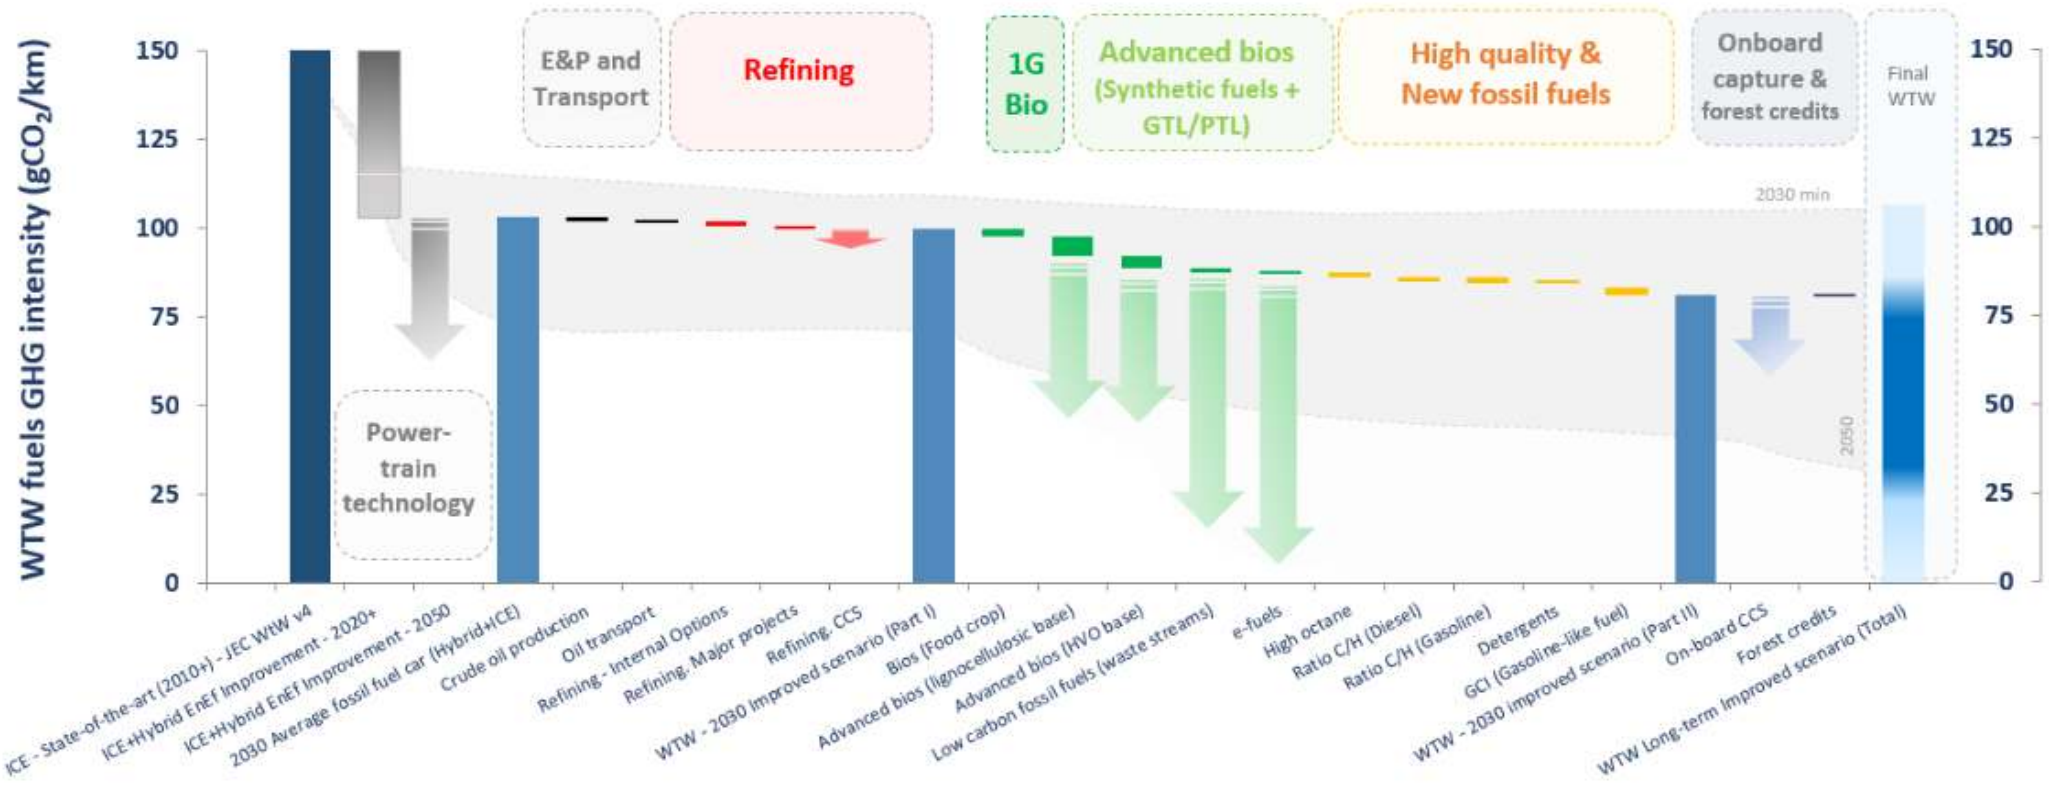 WTW fuels GHG intensity (gCO₂/km)
150
125
100
75
50
25
0
E&P and
Transport
Refining
1G
Bio
Advanced bios
(Synthetic fuels +
GTL/PTL)
High quality &
New fossil fuels
Onboard
capture &
forest credits
Final
WTW
150
125
100
75
50
25
0
2030 min
2050
Power-
train
technology
ICE - State-of-the-art (2010+) - JEC WtW v4
ICE+Hybrid EnEf Improvement - 2020+
ICE+Hybrid EnEf Improvement - 2050
2030 Average fossil fuel car (Hybrid+ICE)
Crude oil production
Oil transport
Refining - Internal Options
Refining. Major projects
Refining. CCS
WTW - 2030 Improved scenario (Part I)
Bios (Food crop)
Advanced bios (lignocellulosic base)
Advanced bios (HVO base)
Low carbon fossil fuels (waste streams)
e-fuels
High octane
Ratio C/H (Diesel)
Ratio C/H (Gasoline)
Detergents
GCI (Gasoline-like fuel)
WTW - 2030 improved scenario (Part II)
On-board CCS
Forest credits
WTW Long-term Improved scenario (Total)